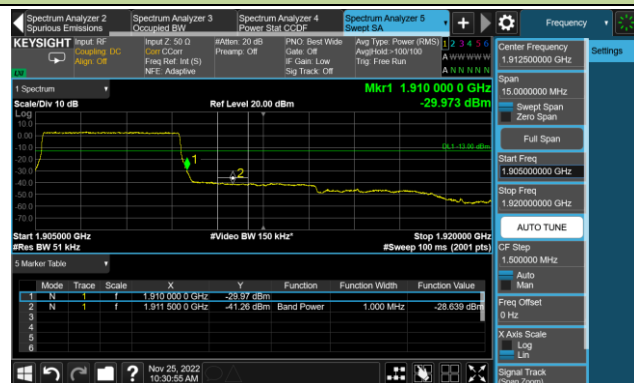 Spectrum Analyzer 2
Spurious Emissions
Spectrum Analyzer 3
Occupied BW
Spectrum Analyzer 4
Power Stat CCDF
Spectrum Analyzer 5
Swept SA
Frequency
KEYSIGHT
Input: RF
Coupling: DC
Align: Off
Input Z: 50 Ω
Corr CCorr
Freq Ref: Int (S)
NFE: Adaptive
#Atten: 20 dB
Preamp: Off
PNO: Best Wide
Gate: Off
IF Gain: Low
Sig Track: Off
Avg Type: Power (RMS)
Avg|Hold:>100/100
Trig: Free Run
1 2 3 4 5 6
A W W W W W
A N N N N N
1 Spectrum
Scale/Div 10 dB
Ref Level 20.00 dBm
Mkr1 1.910 000 0 GHz
-29.973 dBm
Log
10.0
0.00
-10.0
-20.0
-30.0
-40.0
-50.0
-60.0
-70.0
DL1 -13.00 dBm
1
2
Start 1.905000 GHz
#Video BW 150 kHz*
Stop 1.920000 GHz
#Res BW 51 kHz
#Sweep 100 ms (2001 pts)
5 Marker Table
Mode Trace Scale X Y Function Function Width Function Value
1 N 1 f 1.910 000 0 GHz -29.97 dBm
2 N 1 f 1.911 500 0 GHz -41.26 dBm Band Power 1.000 MHz -28.639 dBm
3
4
5
6
Nov 25, 2022
10:30:55 AM
Center Frequency
1.912500000 GHz
Settings
Span
15.0000000 MHz
Swept Span
Zero Span
Full Span
Start Freq
1.905000000 GHz
Stop Freq
1.920000000 GHz
AUTO TUNE
CF Step
1.500000 MHz
Auto
Man
Freq Offset
0 Hz
X Axis Scale
Log
Lin
Signal Track
(Span Zoom)